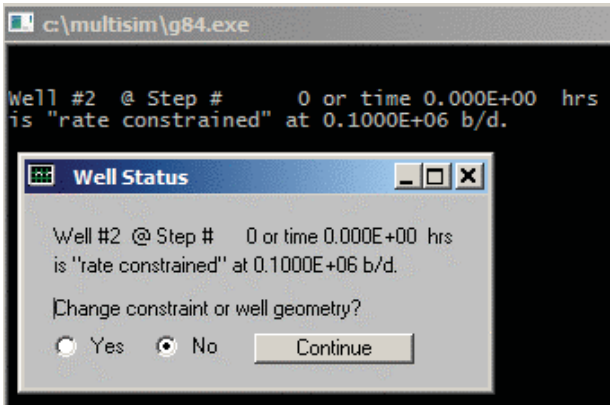 c:\multisim\g84.exe
Well #2 @ Step # 0 or time 0.000E+00 hrs
is "rate constrained" at 0.1000E+06 b/d.
Well Status
Well #2 @ Step # 0 or time 0.000E+00 hrs
is "rate constrained" at 0.1000E+06 b/d.
Change constraint or well geometry?
Yes No Continue